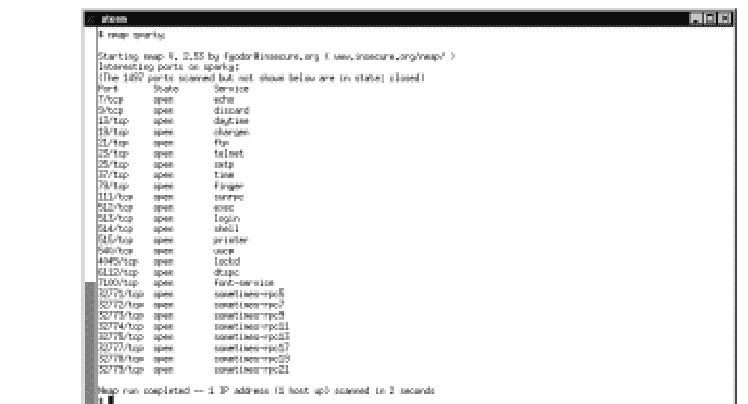 xterm
# nmap sparky
Starting nmap V. 2.53 by fyodor@insecure.org ( www.insecure.org/nmap/ )
Interesting ports on sparky:
(The 1497 ports scanned but not shown below are in state: closed)
Port State Service
7/tcp open echo
9/tcp open discard
13/tcp open daytime
19/tcp open chargen
21/tcp open ftp
23/tcp open telnet
25/tcp open smtp
37/tcp open time
79/tcp open finger
111/tcp open sunrpc
512/tcp open exec
513/tcp open login
514/tcp open shell
515/tcp open printer
540/tcp open uucp
4045/tcp open lockd
6112/tcp open dtspc
7100/tcp open font-service
32771/tcp open sometimes-rpc5
32772/tcp open sometimes-rpc7
32773/tcp open sometimes-rpc9
32774/tcp open sometimes-rpc11
32775/tcp open sometimes-rpc13
32777/tcp open sometimes-rpc17
32778/tcp open sometimes-rpc19
32779/tcp open sometimes-rpc21
Nmap run completed -- 1 IP address (1 host up) scanned in 2 seconds
#